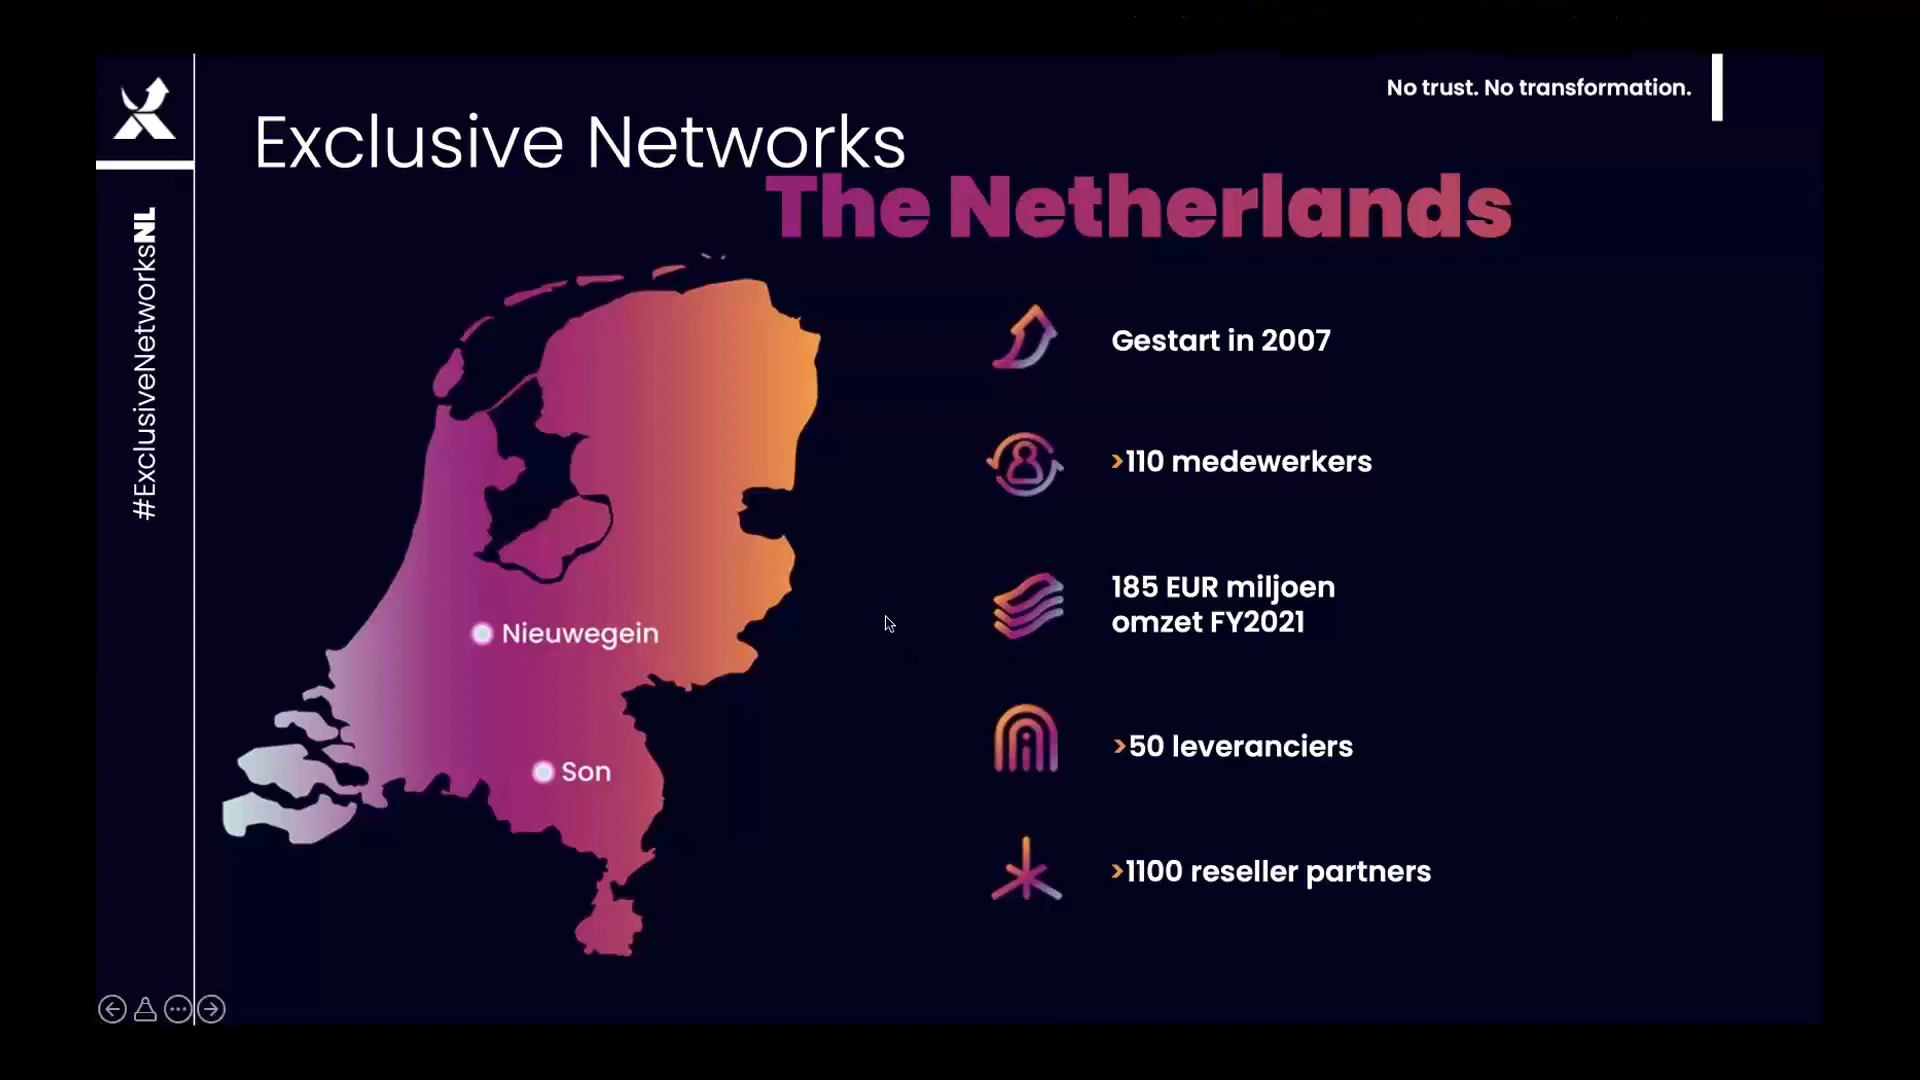 No trust. No transformation.
Exclusive Networks
The Netherlands
#ExclusiveNetworksNL
Gestart in 2007
>110 medewerkers
185 EUR miljoen
omzet FY2021
>50 leveranciers
>1100 reseller partners
Nieuwegein
Son